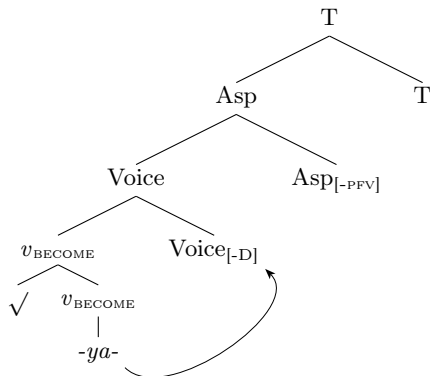 T
Asp T
Voice Asp[-PFV]
vBECOME Voice[-D]
√ vBECOME
-ya-